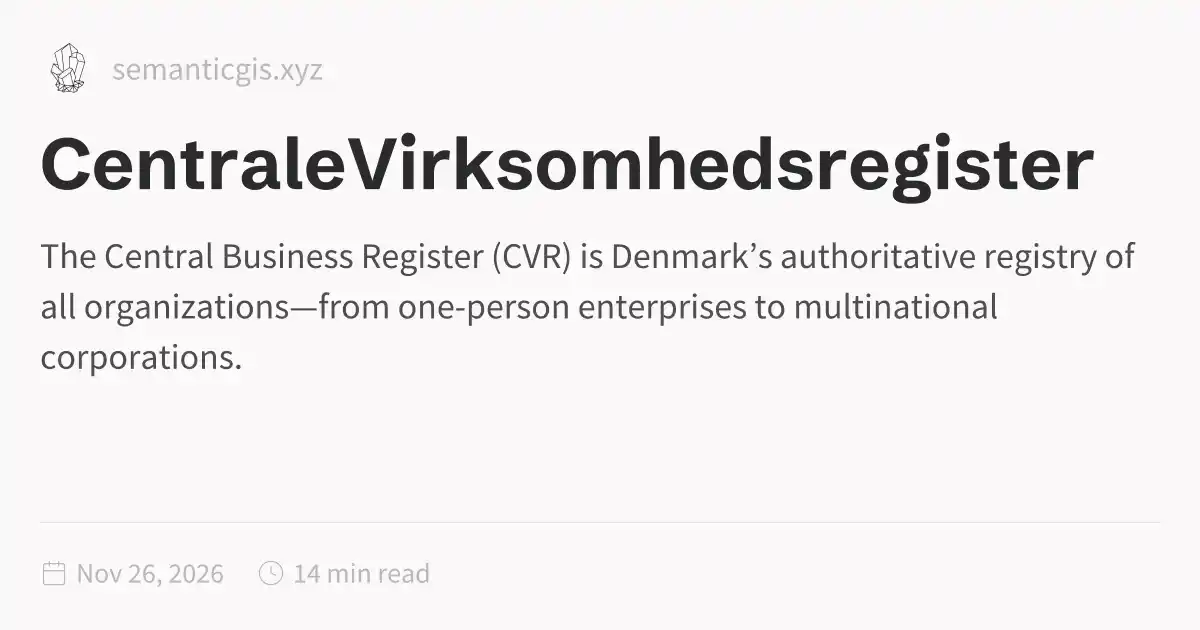 semanticgis.xyz
CentraleVirksomhedsregister
The Central Business Register (CVR) is Denmark’s authoritative registry of
all organizations—from one-person enterprises to multinational
corporations.
Nov 26, 2026 14 min read